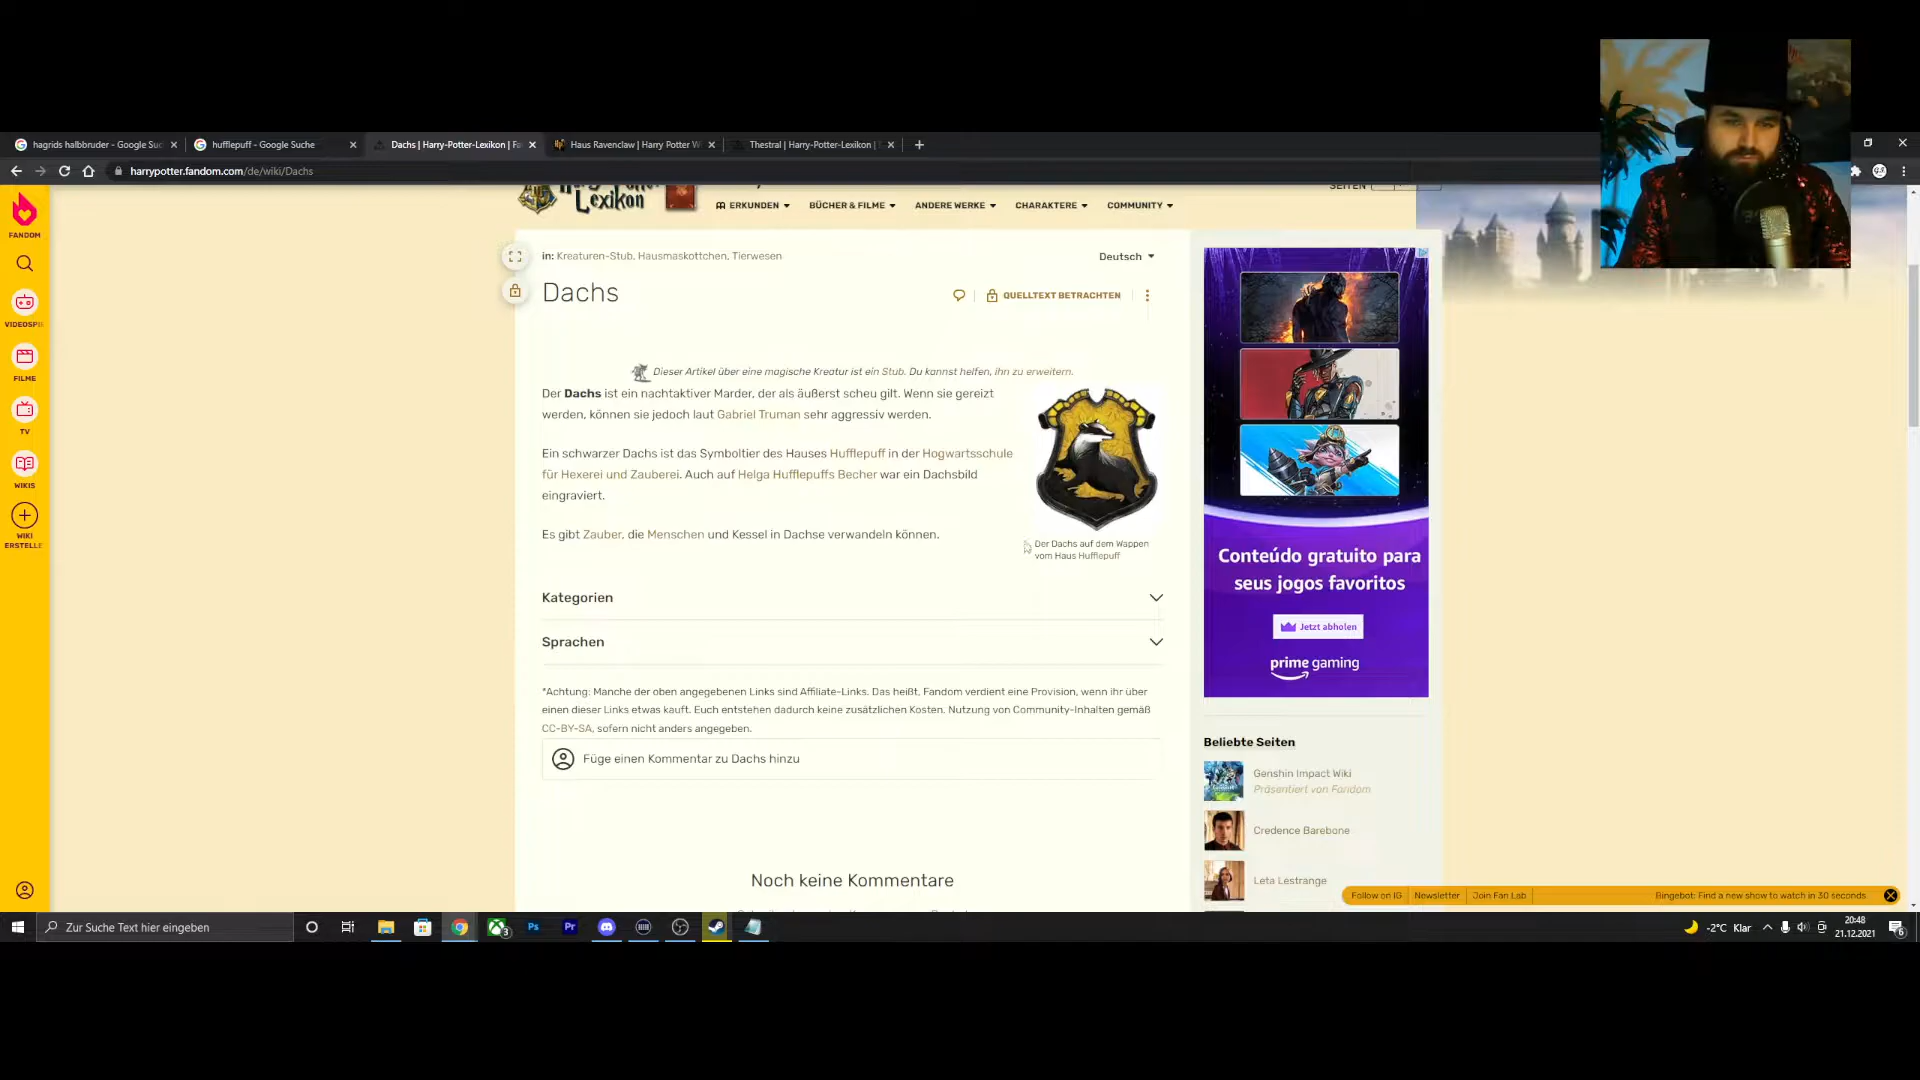 hagrids halbbruder - Google Suc
hufflepuff - Google Suche
Dachs | Harry-Potter-Lexikon | Fa
Haus Ravenclaw | Harry Potter W
Thestral | Harry-Potter-Lexikon |
harrypotter.fandom.com/de/wiki/Dachs
FANDOM
VIDEOSPIE
FILME
TV
WIKIS
WIKI
ERSTELLE
Lexikon
SEITEN
ERKUNDEN
BÜCHER & FILME
ANDERE WERKE
CHARAKTERE
COMMUNITY
in: Kreaturen-Stub, Hausmaskottchen, Tierwesen
Deutsch
Dachs
QUELLTEXT BETRACHTEN
Dieser Artikel über eine magische Kreatur ist ein Stub. Du kannst helfen, ihn zu erweitern.
Der Dachs ist ein nachtaktiver Marder, der als äußerst scheu gilt. Wenn sie gereizt
werden, können sie jedoch laut Gabriel Truman sehr aggressiv werden.
Ein schwarzer Dachs ist das Symboltier des Hauses Hufflepuff in der Hogwartsschule
für Hexerei und Zauberei. Auch auf Helga Hufflepuffs Becher war ein Dachsbild
eingraviert.
Es gibt Zauber, die Menschen und Kessel in Dachse verwandeln können.
Der Dachs auf dem Wappen
vom Haus Hufflepuff
Kategorien
Sprachen
*Achtung: Manche der oben angegebenen Links sind Affiliate-Links. Das heißt, Fandom verdient eine Provision, wenn ihr über
einen dieser Links etwas kauft. Euch entstehen dadurch keine zusätzlichen Kosten. Nutzung von Community-Inhalten gemäß
CC-BY-SA, sofern nicht anders angegeben.
Füge einen Kommentar zu Dachs hinzu
Noch keine Kommentare
Conteúdo gratuito para
seus jogos favoritos
Jetzt abholen
prime gaming
Beliebte Seiten
Genshin Impact Wiki
Präsentiert von Fandom
Credence Barebone
Leta Lestrange
Follow on IG
Newsletter
Join Fan Lab
Bingebot: Find a new show to watch in 30 seconds
Zur Suche Text hier eingeben
3
Ps
Pr
-2°C Klar
20:48
21.12.2021
6